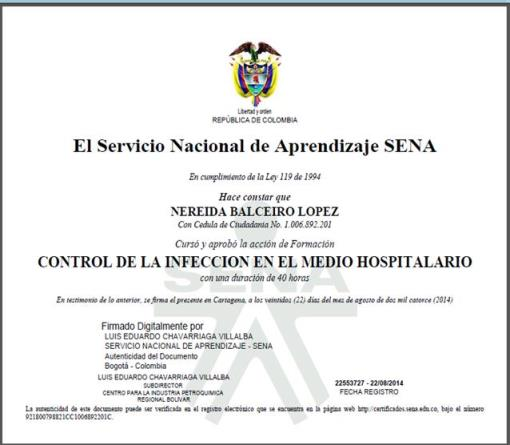 Libertad y orden
REPÚBLICA DE COLOMBIA
El Servicio Nacional de Aprendizaje SENA
En cumplimiento de la Ley 119 de 1994
Hace constar que
NEREIDA BALCEIRO LOPEZ
Con Cedula de Ciudadania No. 1.006.892.201
Cursó y aprobó la acción de Formación
CONTROL DE LA INFECCION EN EL MEDIO HOSPITALARIO
con una duración de 40 horas
SENA
En testimonio de lo anterior, se firma el presente en Cartagena, a los veintidos (22) días del mes de agosto de dos mil catorce (2014)
Firmado Digitalmente por
LUIS EDUARDO CHAVARRIAGA VILLALBA
SERVICIO NACIONAL DE APRENDIZAJE - SENA
Autenticidad del Documento
Bogotá - Colombia
LUIS EDUARDO CHAVARRIAGA VILLALBA
SUBDIRECTOR
CENTRO PARA LA INDUSTRIA PETROQUIMICA
REGIONAL BOLIVAR
22553727 - 22/08/2014
FECHA REGISTRO
La autenticidad de este documento puede ser verificada en el registro electrónico que se encuentra en la página web http://certificados.sena.edu.co, bajo el número
921800798821CC1006892201C.